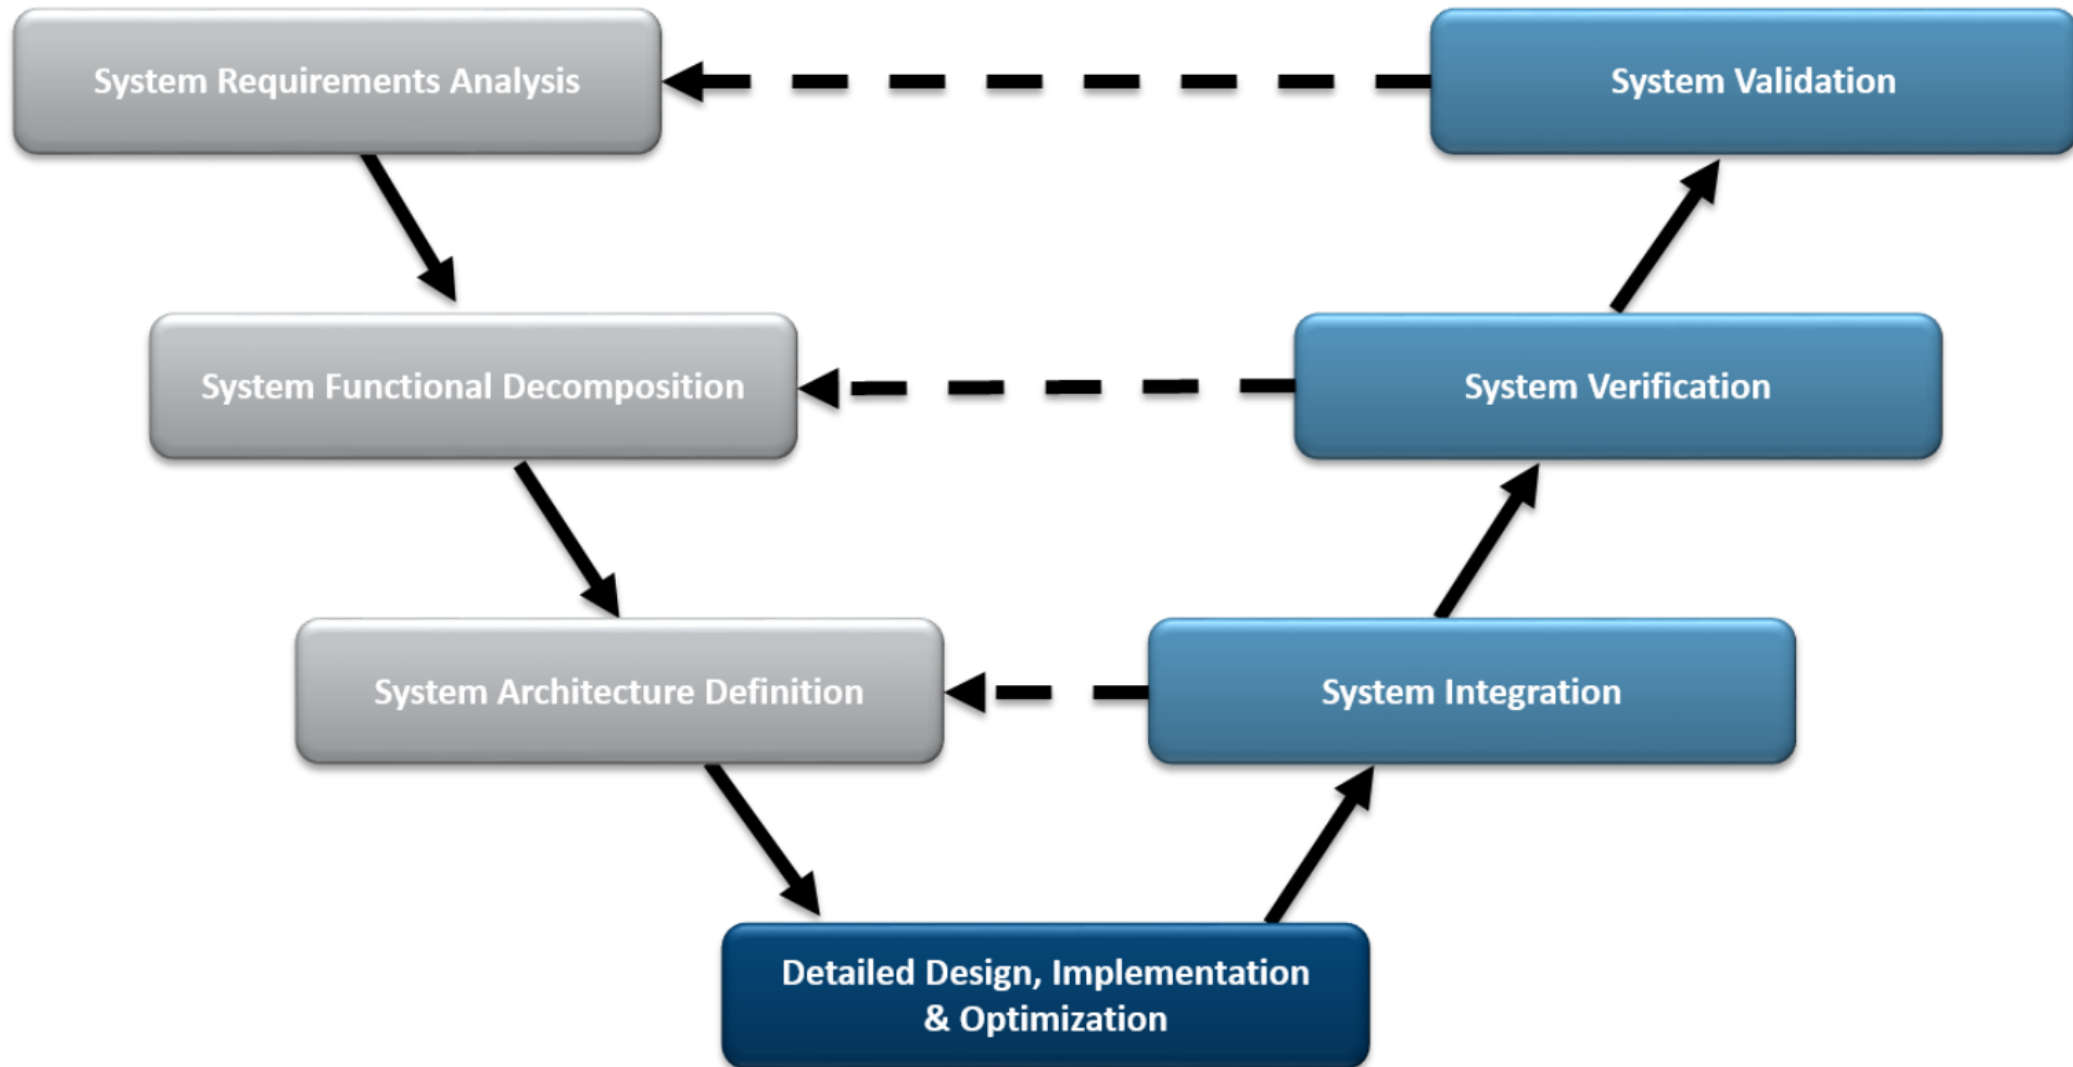 System Requirements Analysis
System Validation
System Functional Decomposition
System Verification
System Architecture Definition
System Integration
Detailed Design, Implementation
& Optimization